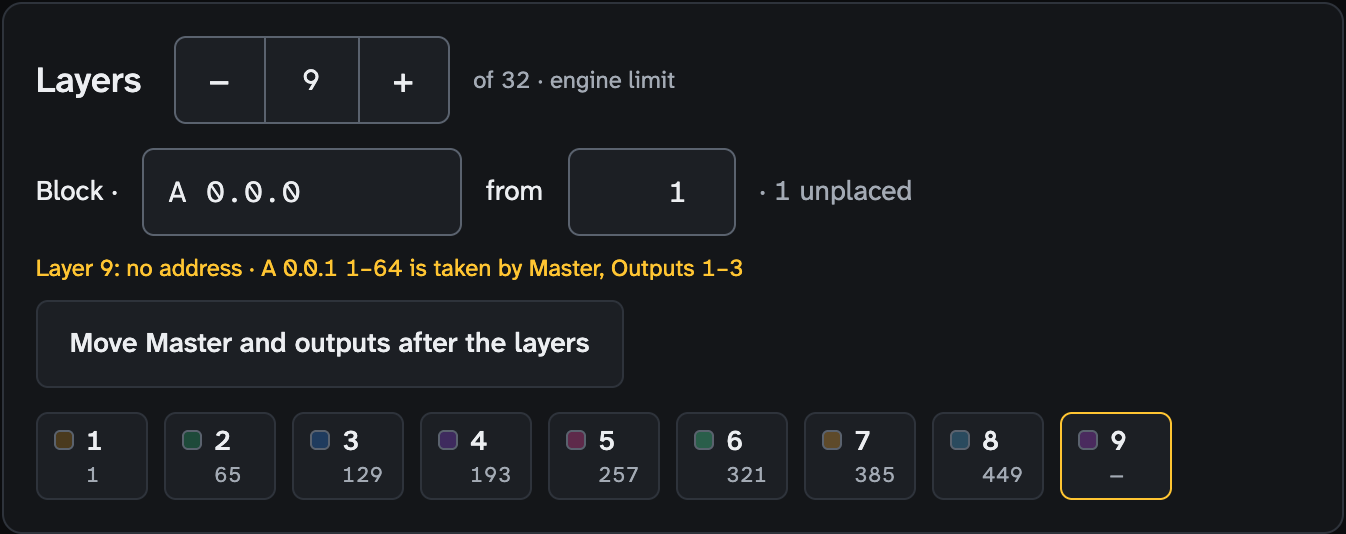 Layers − 9 + of 32 · engine limit
Block · A 0.0.0 from 1 · 1 unplaced
Layer 9: no address · A 0.0.1 1–64 is taken by Master, Outputs 1–3
Move Master and outputs after the layers
1 2 3 4 5 6 7 8 9
1 65 129 193 257 321 385 449 –